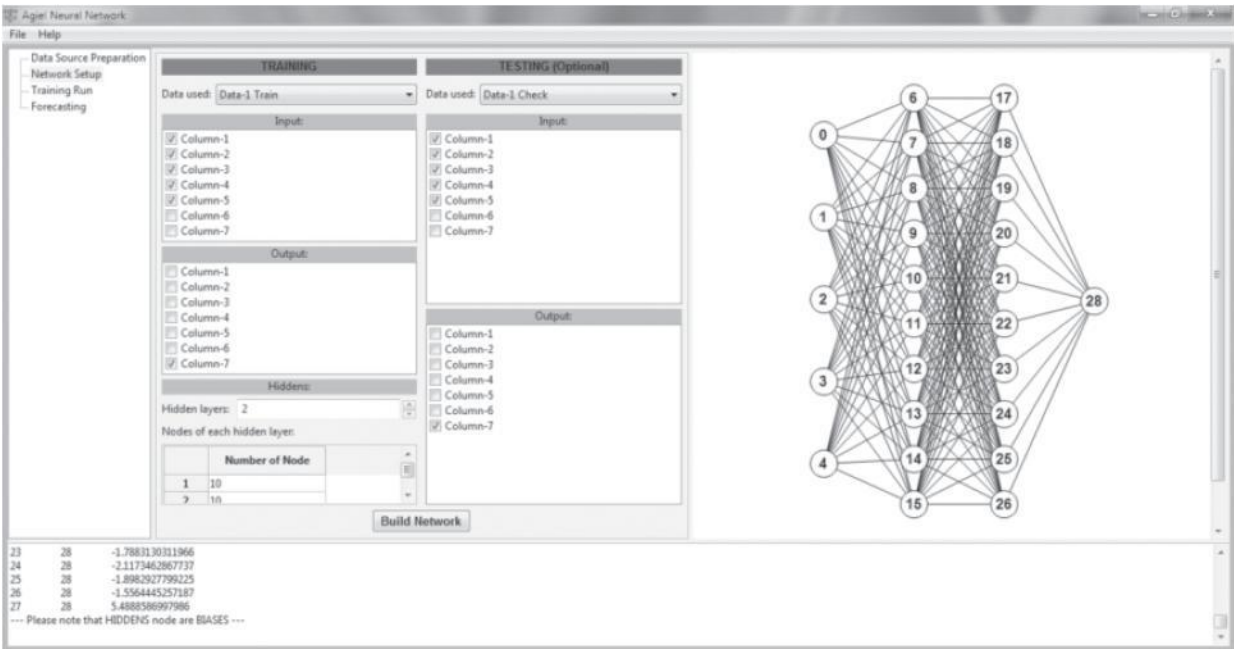 Agiel Neural Network
File Help
Data Source Preparation
Network Setup
Training Run
Forecasting
TRAINING
Data used: Data-1 Train
Input:
Column-1
Column-2
Column-3
Column-4
Column-5
Column-6
Column-7
Output:
Column-1
Column-2
Column-3
Column-4
Column-5
Column-6
Column-7
Hiddens:
Hidden layers: 2
Nodes of each hidden layer:
Number of Node
1 10
2 10
TESTING (Optional)
Data used: Data-1 Check
Input:
Column-1
Column-2
Column-3
Column-4
Column-5
Column-6
Column-7
Output:
Column-1
Column-2
Column-3
Column-4
Column-5
Column-6
Column-7
Build Network
0
1
2
3
4
6
7
8
9
10
11
12
13
14
15
17
18
19
20
21
22
23
24
25
26
28
23 28 -1.7883130311966
24 28 -2.1173462867737
25 28 -1.8982927799225
26 28 -1.5564445257187
27 28 5.4888586997986
--- Please note that HIDDENS node are BIASES ---